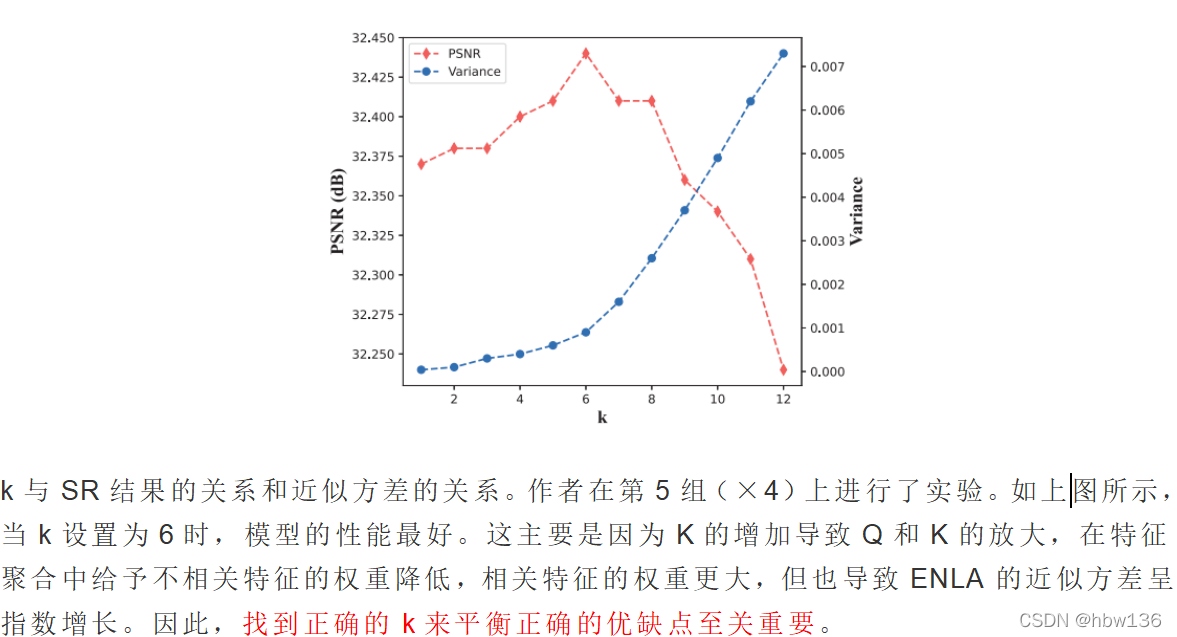 32.450
32.425
32.400
32.375
32.350
32.325
32.300
32.275
32.250
PSNR (dB)
PSNR
Variance
0.007
0.006
0.005
0.004
0.003
0.002
0.001
0.000
Variance
2 4 6 8 10 12
k
k 与 SR 结果的关系和近似方差的关系。作者在第 5 组（×4）上进行了实验。如上图所示，
当 k 设置为 6 时，模型的性能最好。这主要是因为 K 的增加导致 Q 和 K 的放大，在特征
聚合中给予不相关特征的权重降低，相关特征的权重更大，但也导致 ENLA 的近似方差呈
指数增长。因此，找到正确的 k 来平衡正确的优缺点至关重要。
CSDN @hbw136